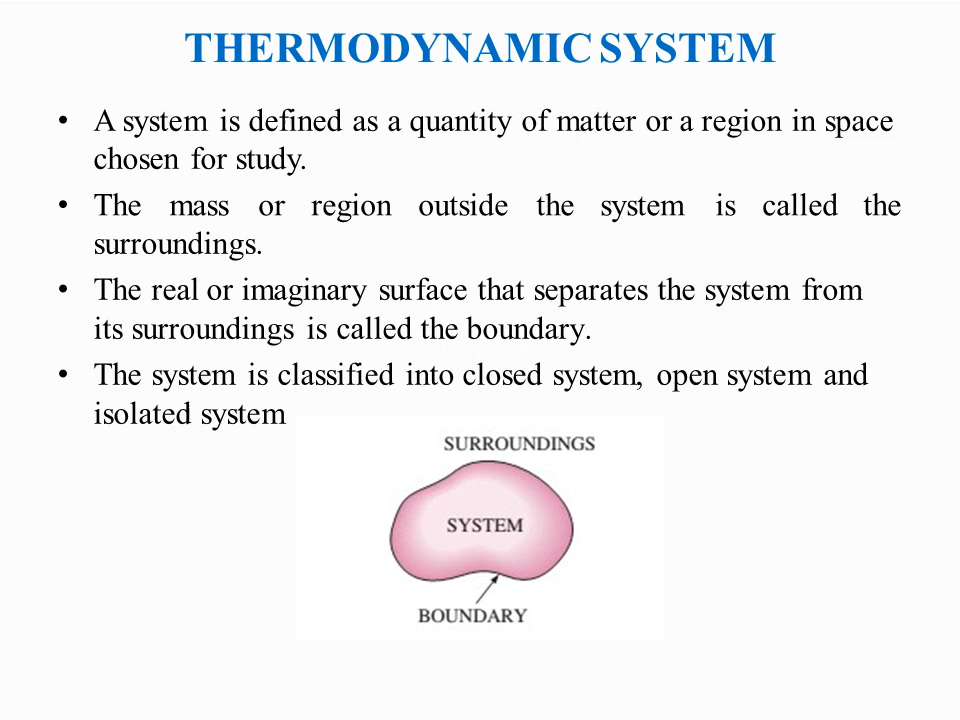 THERMODYNAMIC SYSTEM
• A system is defined as a quantity of matter or a region in space
chosen for study.
• The mass or region outside the system is called the
surroundings.
• The real or imaginary surface that separates the system from
its surroundings is called the boundary.
• The system is classified into closed system, open system and
isolated system
SURROUNDINGS
SYSTEM
BOUNDARY